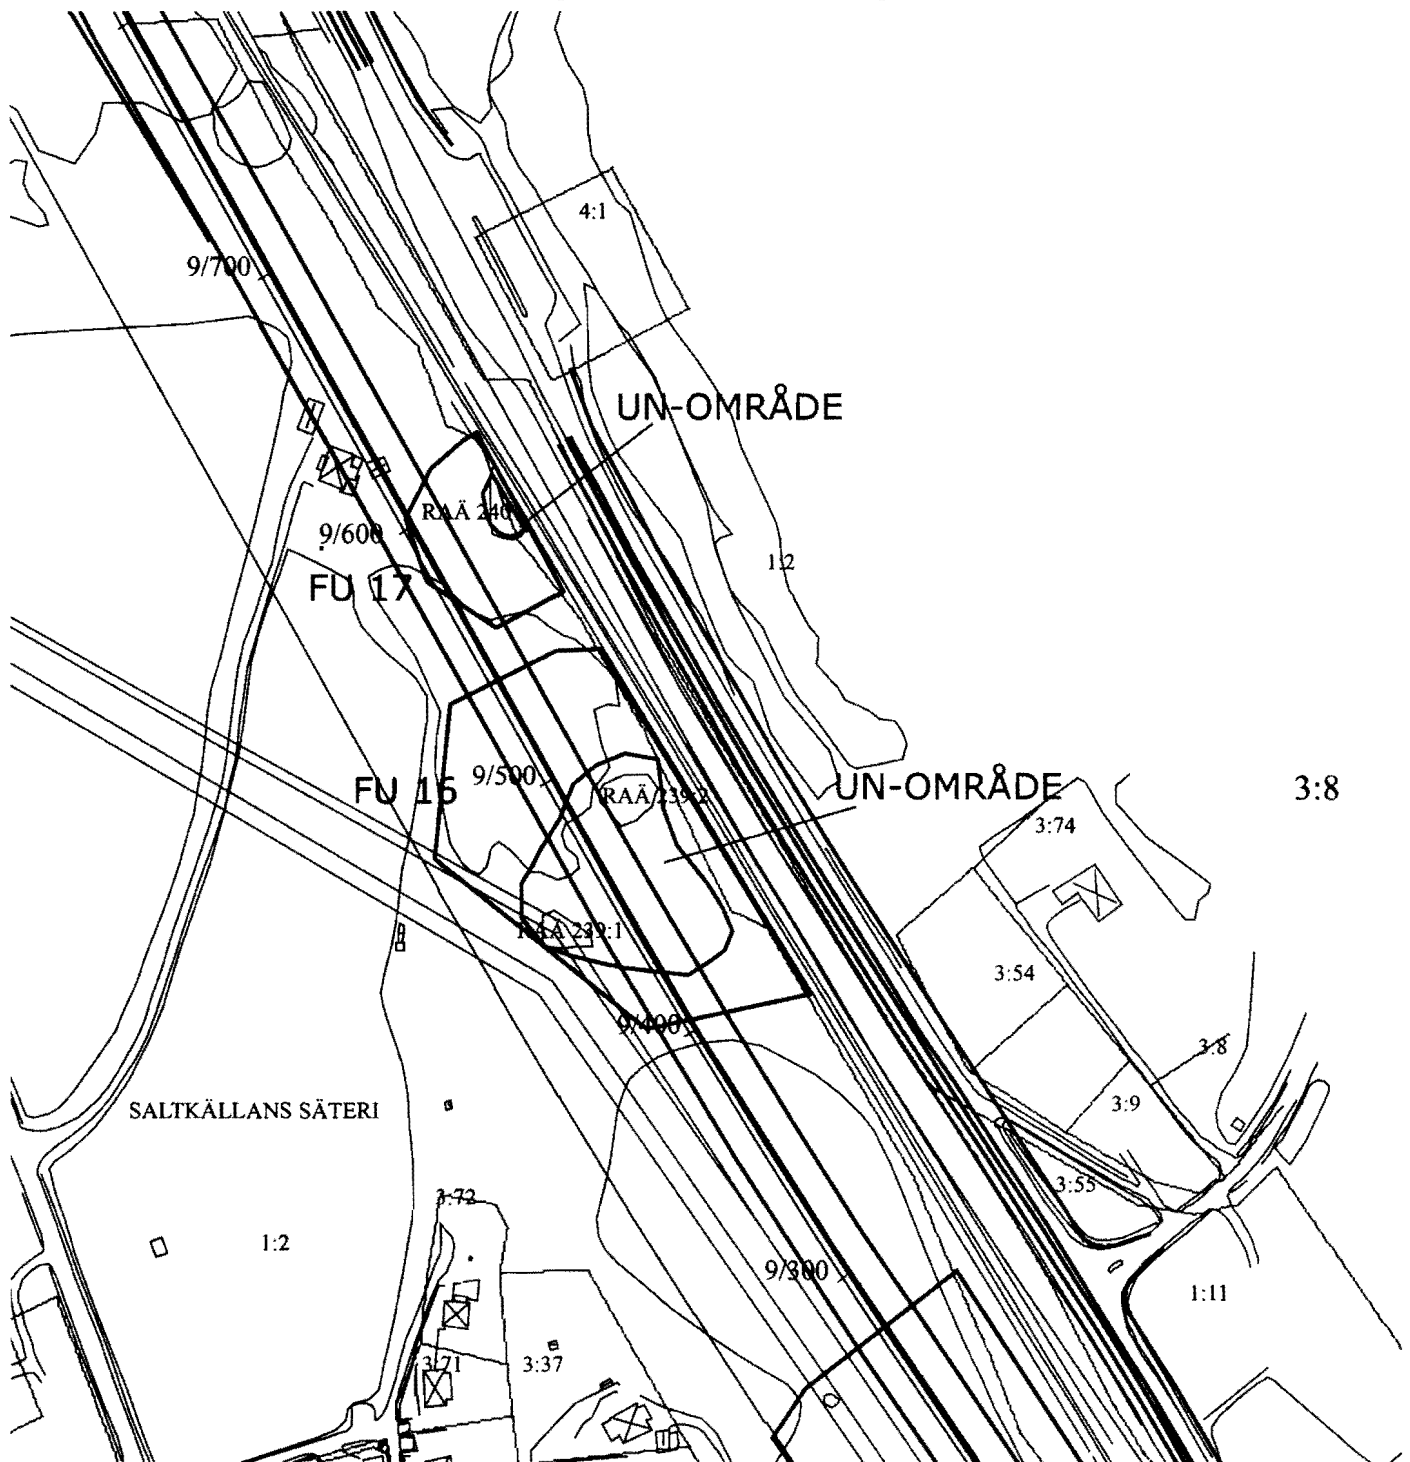 4:1
9/700
UN-OMRÅDE
RAÄ 240
9/600
1:2
FU 17
FU 16
9/500
RAÄ 239:2
UN-OMRÅDE
3:8
3:74
RAÄ 239:1
3:54
9/400
3:8
SALTKÄLLANS SÄTERI
3:9
3:55
3:72
1:2
9/300
1:11
3:71
3:37